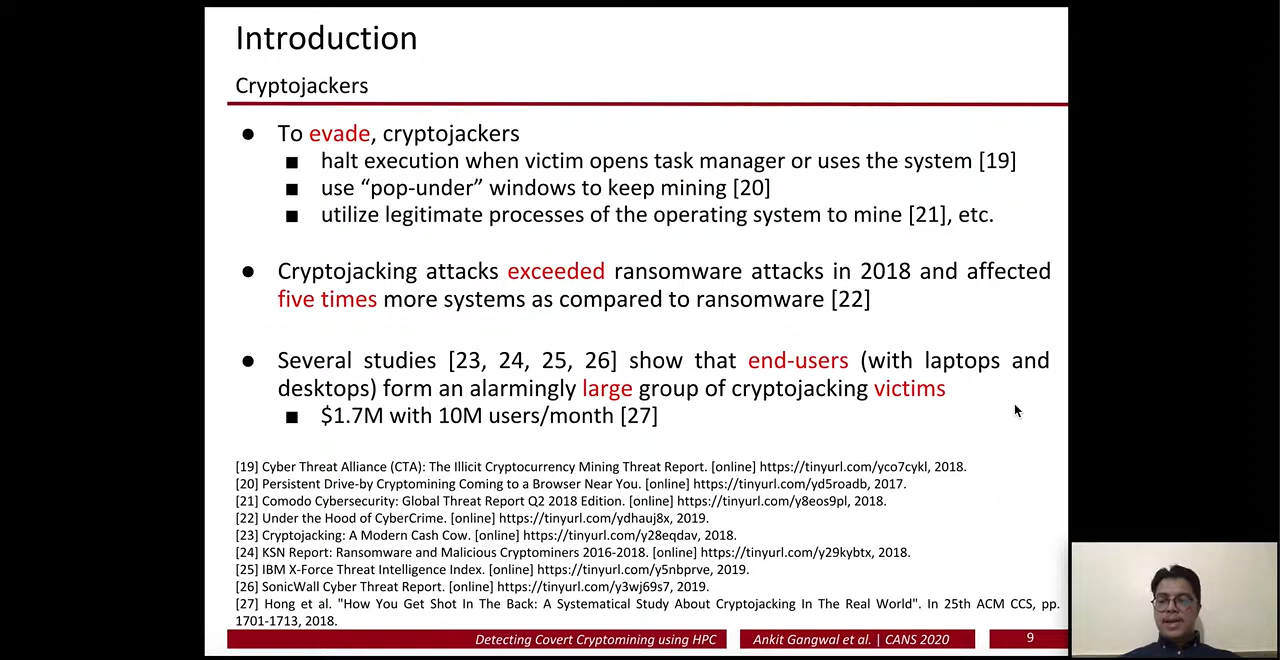 Introduction
Cryptojackers
● To evade, cryptojackers
■ halt execution when victim opens task manager or uses the system [19]
■ use “pop-under” windows to keep mining [20]
■ utilize legitimate processes of the operating system to mine [21], etc.
● Cryptojacking attacks exceeded ransomware attacks in 2018 and affected
five times more systems as compared to ransomware [22]
● Several studies [23, 24, 25, 26] show that end-users (with laptops and
desktops) form an alarmingly large group of cryptojacking victims
■ $1.7M with 10M users/month [27]
[19] Cyber Threat Alliance (CTA): The Illicit Cryptocurrency Mining Threat Report. [online] https://tinyurl.com/yco7cykl, 2018.
[20] Persistent Drive-by Cryptomining Coming to a Browser Near You. [online] https://tinyurl.com/yd5roadb, 2017.
[21] Comodo Cybersecurity: Global Threat Report Q2 2018 Edition. [online] https://tinyurl.com/y8eos9pl, 2018.
[22] Under the Hood of CyberCrime. [online] https://tinyurl.com/ydhauj8x, 2019.
[23] Cryptojacking: A Modern Cash Cow. [online] https://tinyurl.com/y28eqdav, 2018.
[24] KSN Report: Ransomware and Malicious Cryptominers 2016-2018. [online] https://tinyurl.com/y29kybtx, 2018.
[25] IBM X-Force Threat Intelligence Index. [online] https://tinyurl.com/y5nbprve, 2019.
[26] SonicWall Cyber Threat Report. [online] https://tinyurl.com/y3wj69s7, 2019.
[27] Hong et al. "How You Get Shot In The Back: A Systematical Study About Cryptojacking In The Real World". In 25th ACM CCS, pp.
1701-1713, 2018.
Detecting Covert Cryptomining using HPC
Ankit Gangwal et al. | CANS 2020
9